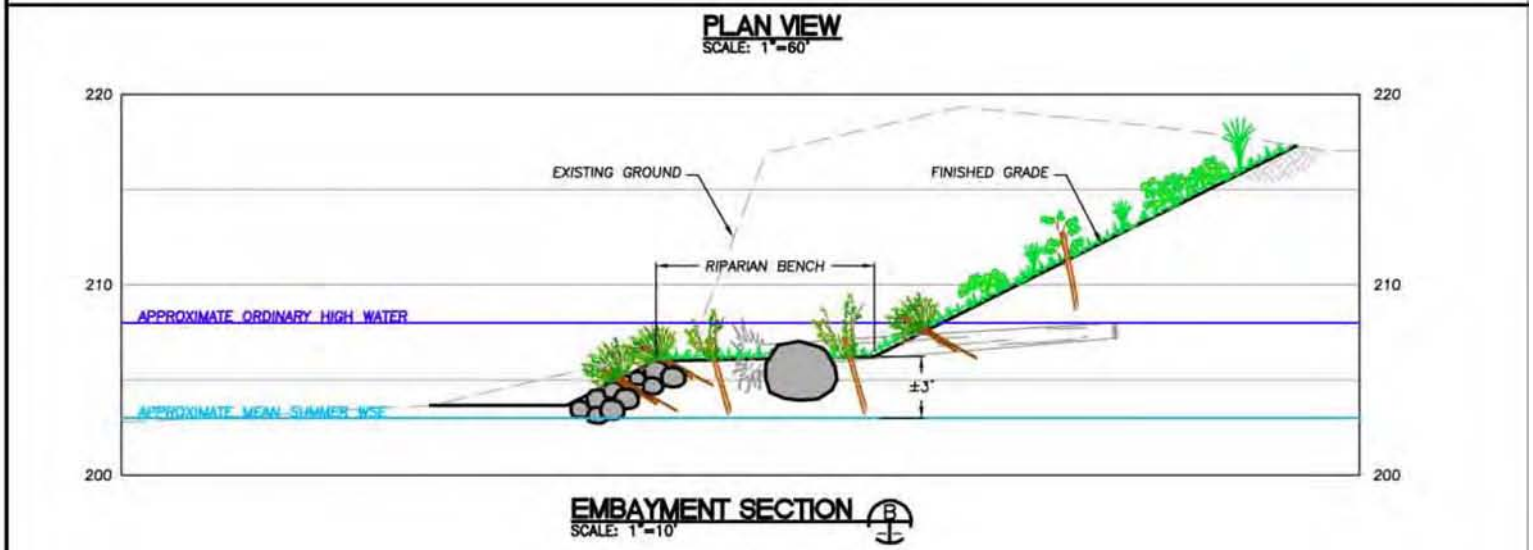 PLAN VIEW
SCALE: 1"=60'
220 220
EXISTING GROUND FINISHED GRADE
RIPARIAN BENCH
210 210
APPROXIMATE ORDINARY HIGH WATER
±3'
APPROXIMATE MEAN SUMMER WSE
200 200
EMBAYMENT SECTION B
SCALE: 1"=10'